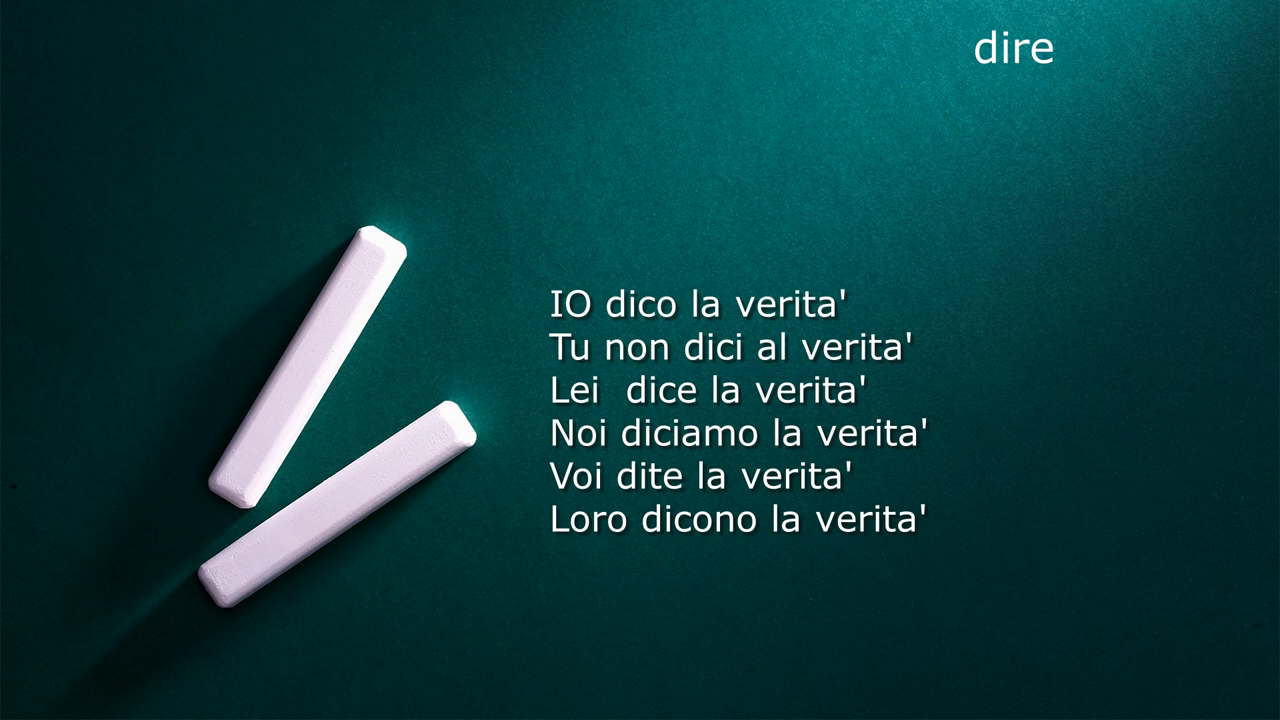 dire
IO dico la verita'
Tu non dici al verita'
Lei  dice la verita'
Noi diciamo la verita'
Voi dite la verita'
Loro dicono la verita'